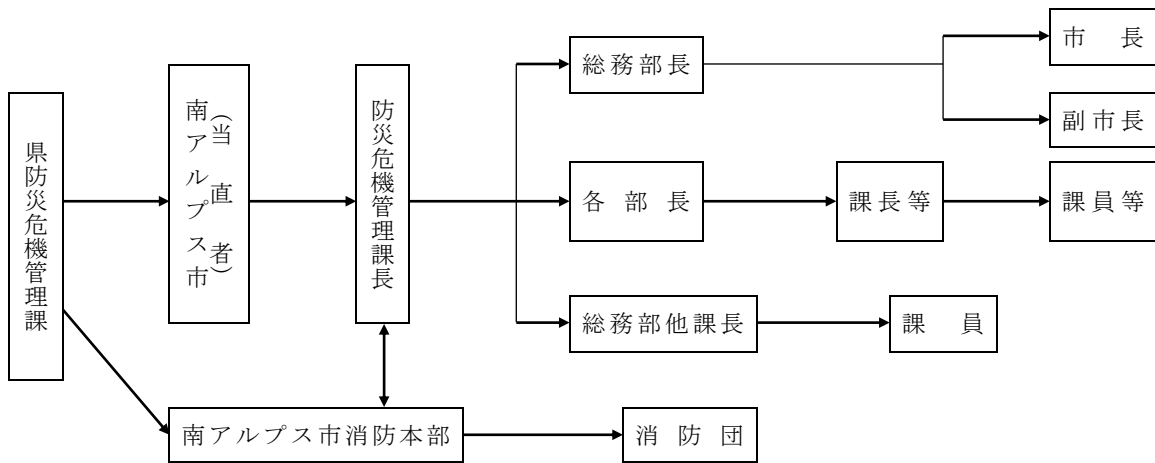 県防災危機管理課
南アルプス市
(当直者)
防災危機管理課長
総務部長
市長
副市長
各部長
課長等
課員等
総務部他課長
課員
南アルプス市消防本部
消防団